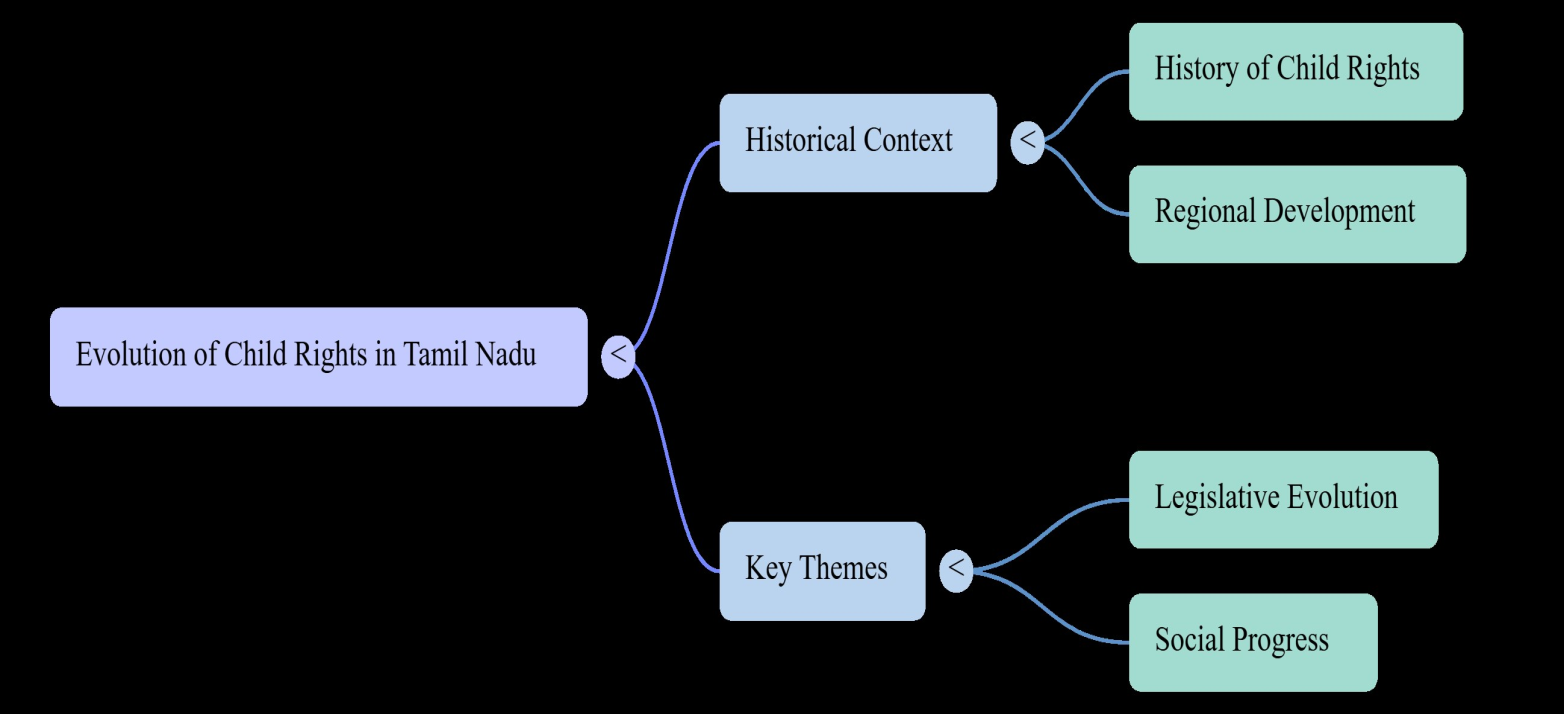 Evolution of Child Rights in Tamil Nadu
<
Historical Context
<
History of Child Rights
Regional Development
Key Themes
<
Legislative Evolution
Social Progress